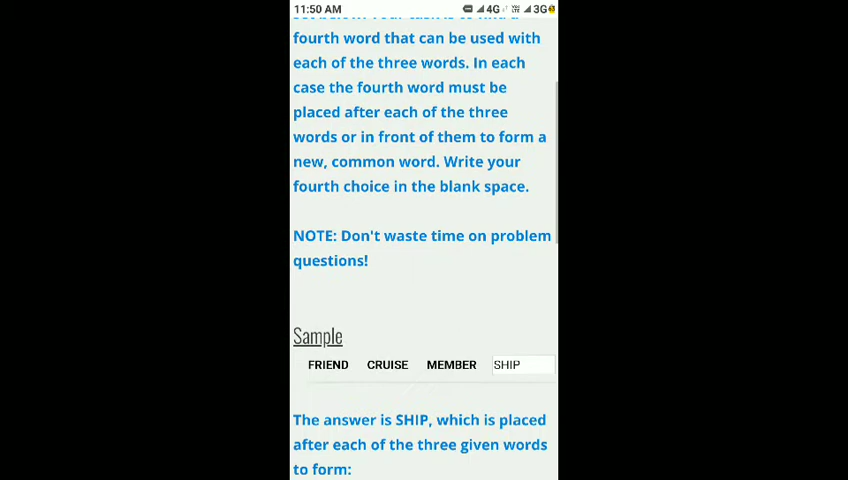 11:50 AM 4G 3G
fourth word that can be used with
each of the three words. In each
case the fourth word must be
placed after each of the three
words or in front of them to form a
new, common word. Write your
fourth choice in the blank space.
NOTE: Don't waste time on problem
questions!
Sample
FRIEND CRUISE MEMBER SHIP
The answer is SHIP, which is placed
after each of the three given words
to form: